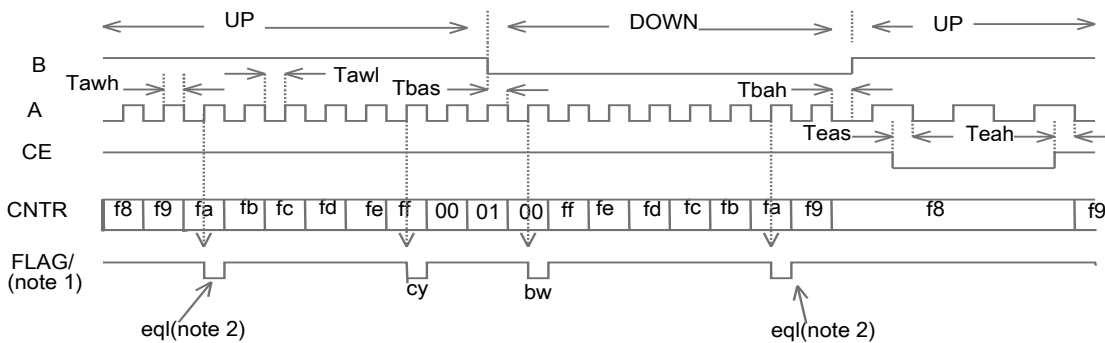 UP DOWN UP
B
Tawh Tawl Tbas Tbah
A
Teas Teah
CE
CNTR f8 f9 fa fb fc fd fe ff 00 01 00 ff fe fd fc fb fa f9 f8 f9
FLAG/
(note 1)
cy bw
eql(note 2) eql(note 2)